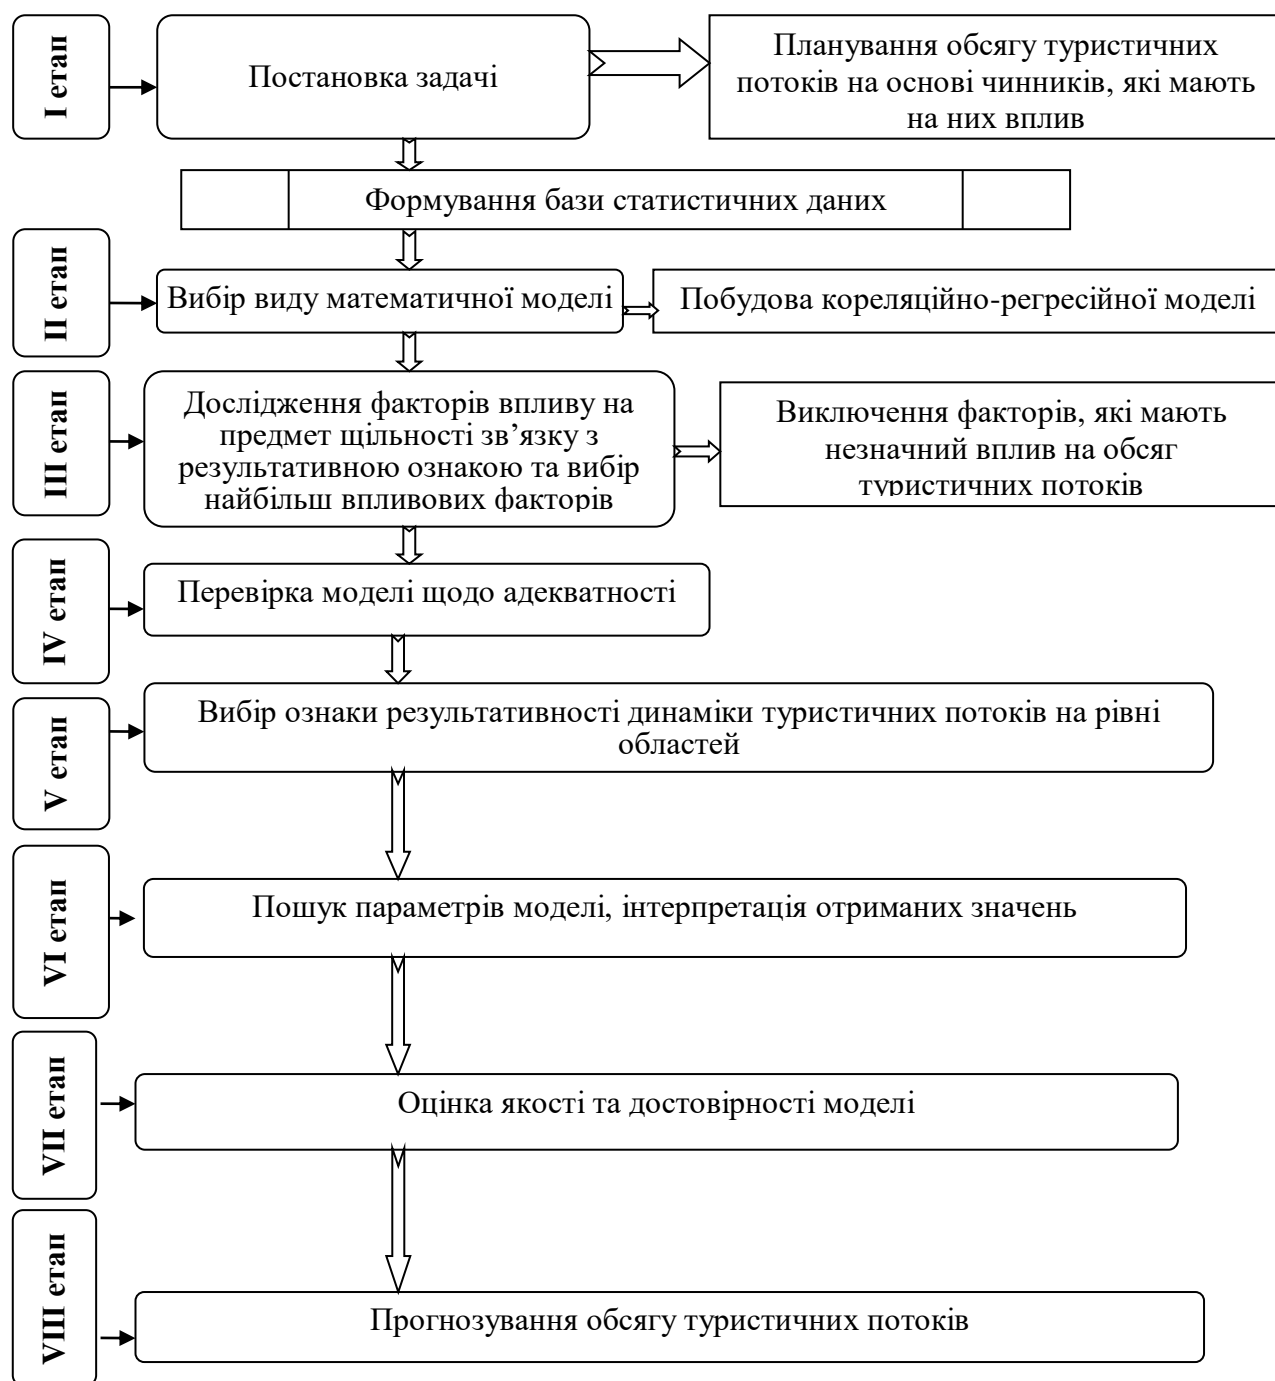 І етап
Постановка задачі
Планування обсягу туристичних
потоків на основі чинників, які мають
на них вплив
Формування бази статистичних даних
ІІ етап
Вибір виду математичної моделі
Побудова кореляційно-регресійної моделі
ІІІ етап
Дослідження факторів впливу на
предмет щільності зв’язку з
результативною ознакою та вибір
найбільш впливових факторів
Виключення факторів, які мають
незначний вплив на обсяг
туристичних потоків
IV етап
Перевірка моделі щодо адекватності
V етап
Вибір ознаки результативності динаміки туристичних потоків на рівні
областей
VI етап
Пошук параметрів моделі, інтерпретація отриманих значень
VII етап
Оцінка якості та достовірності моделі
VIII етап
Прогнозування обсягу туристичних потоків